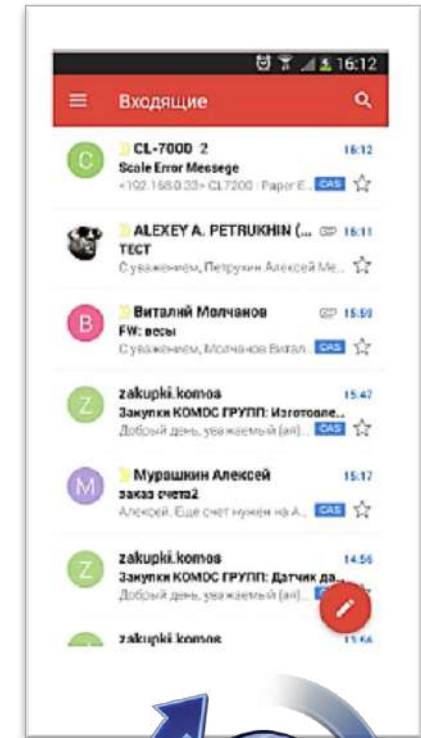 16:12
Входящие
CL-7000 2 16:12
Scale Error Messege
<192.168.0.33> CL7200 : Paper E.. CAS
ALEXEY A. PETRUKHIN (... 16:11
ТЕСТ
С уважением, Петрухин Алексей Ме..
Виталий Молчанов 15:59
FW: весы
С уважением, Молчанов Витал.. CAS
zakupki.komos 15:47
Закупки КОМОС ГРУПП: Изготовле..
Добрый день, уважаемый (ая).. CAS
Мурашкин Алексей 15:17
заказ счета2
Алексей, Еще счет нужен на А.. CAS
zakupki.komos 14:56
Закупки КОМОС ГРУПП: Датчик да..
Добрый день, уважаемый (ая)..
zakupki.komos